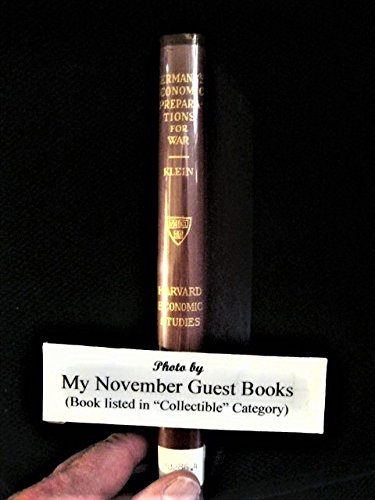 GERMANY'S
ECONOMIC
PREPARA-
TIONS
FOR
WAR
KLEIN
HARVARD
ECONOMIC
STUDIES
Photo by
My November Guest Books
(Book listed in "Collectible" Category)